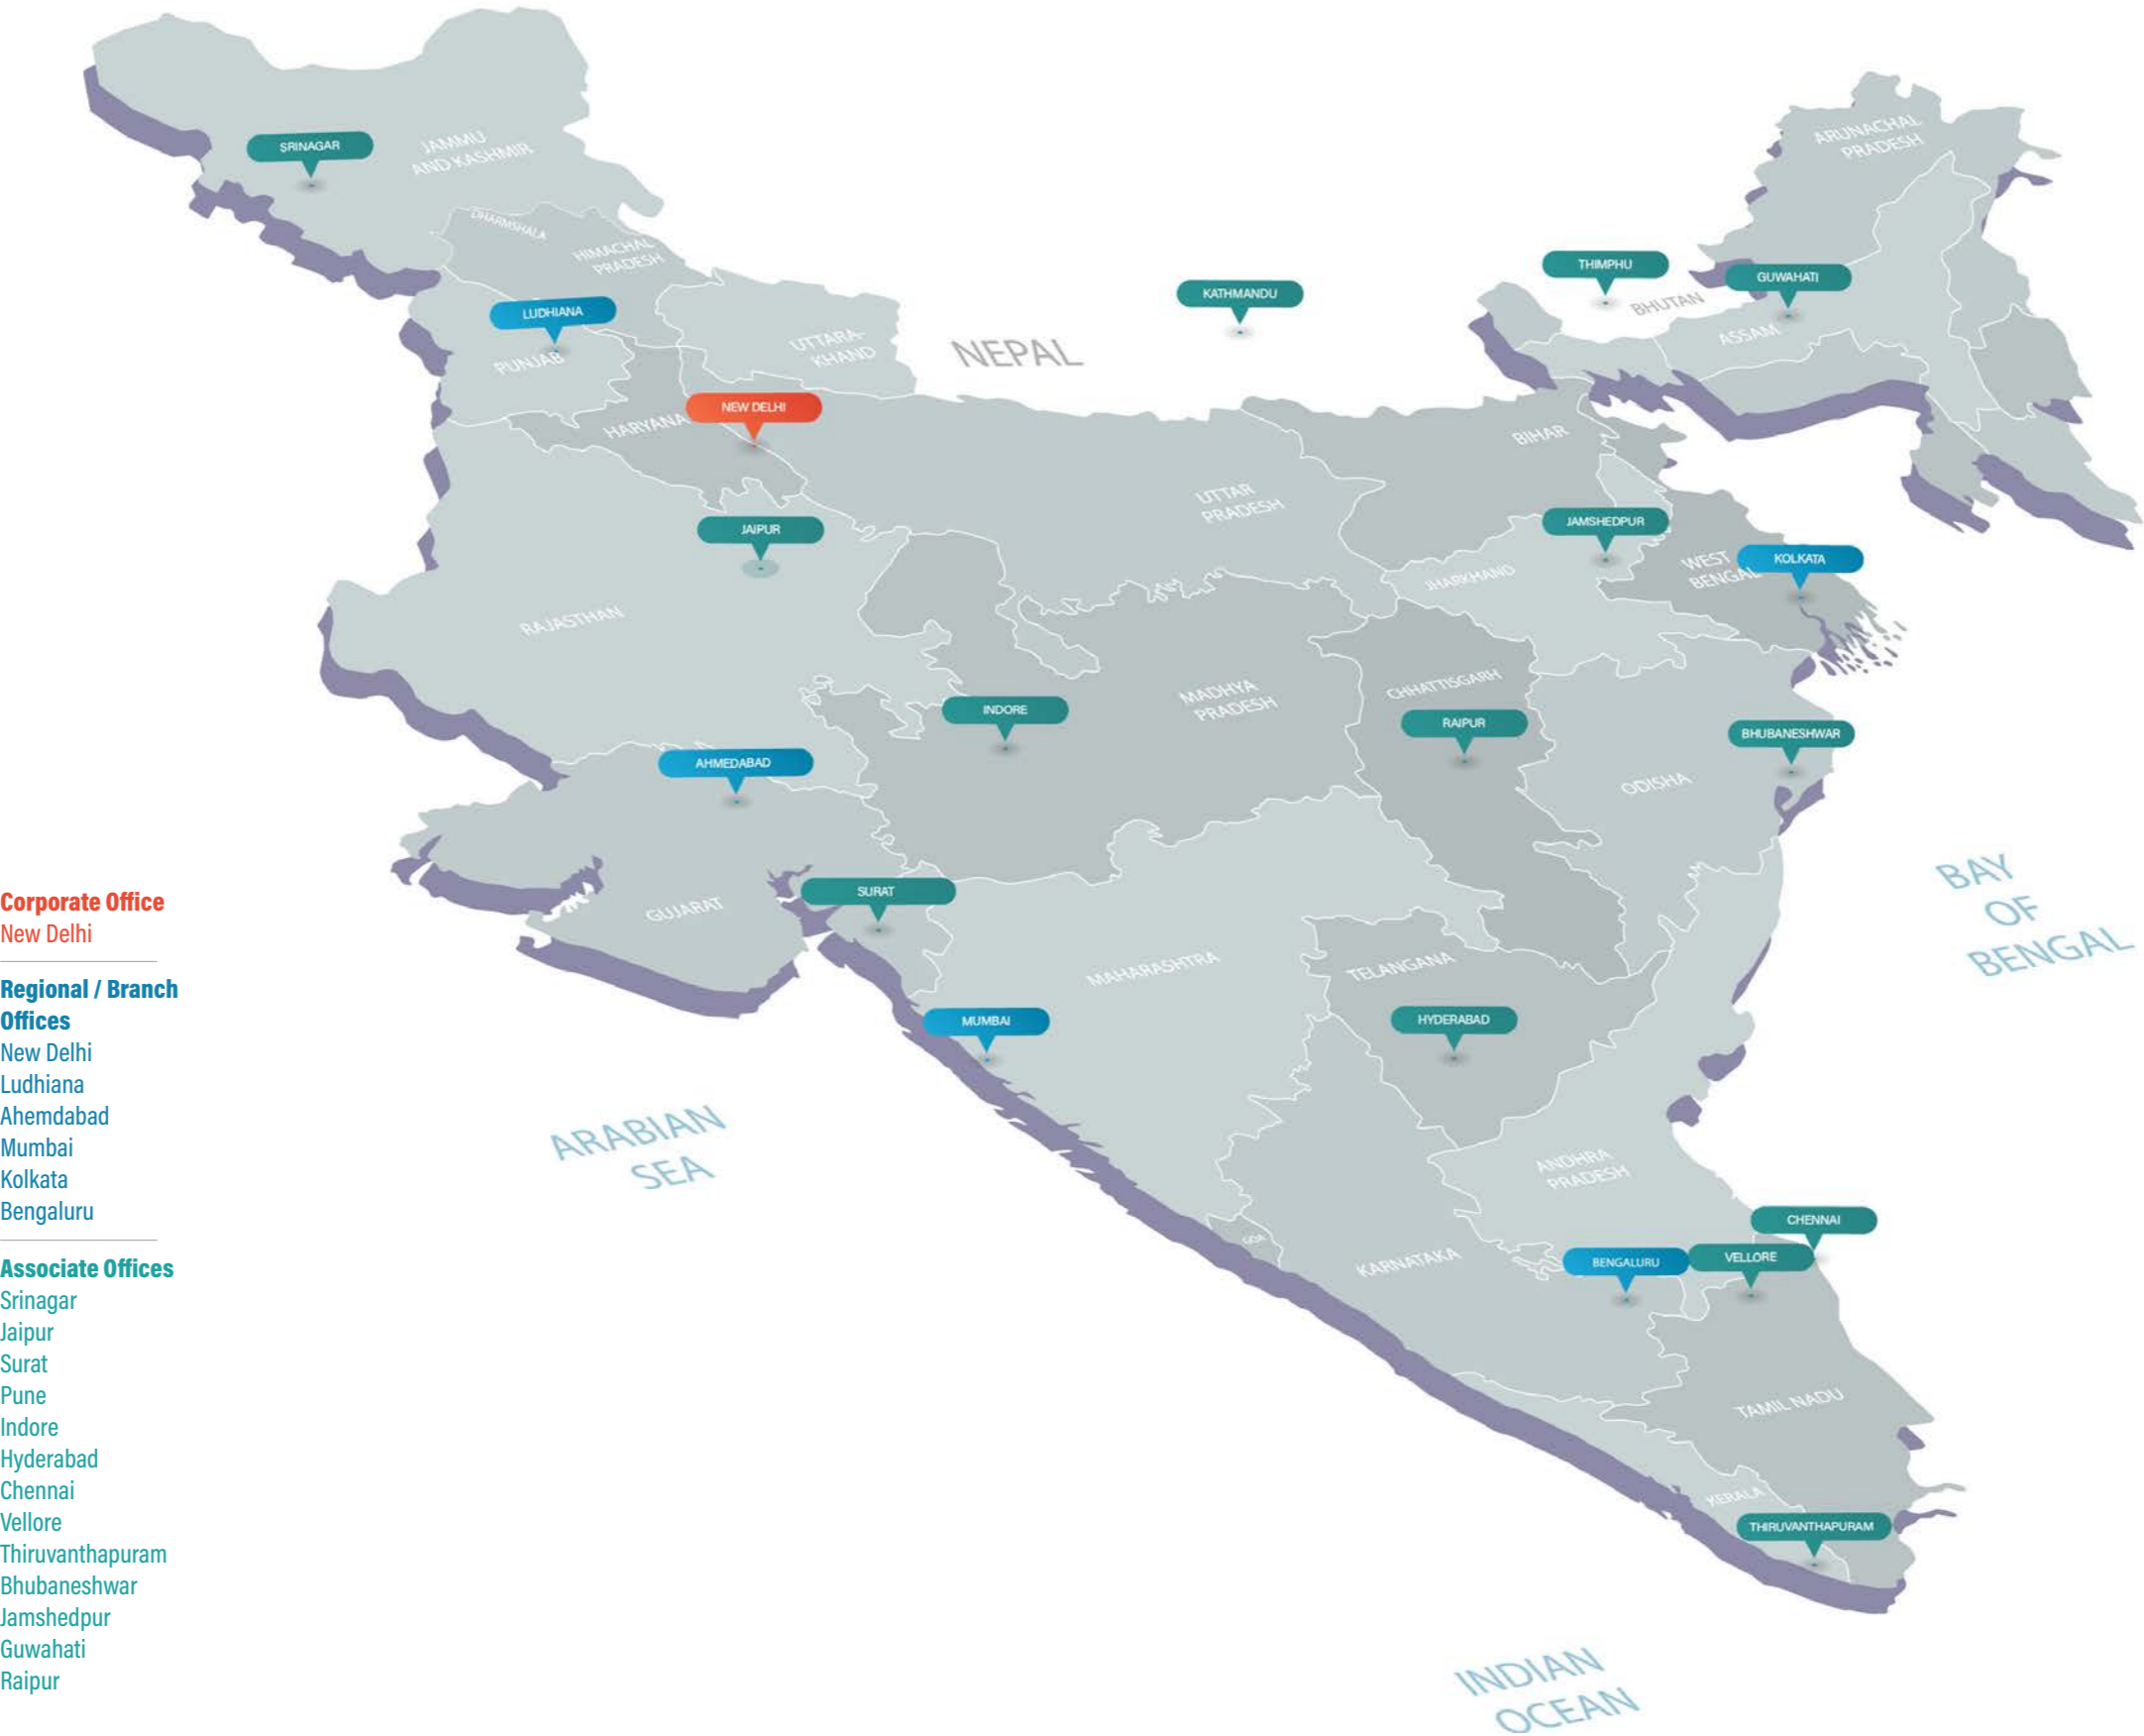 SRINAGAR
JAMMU
AND KASHMIR
DHARMSHALA
HIMACHAL
PRADESH
LUDHIANA
PUNJAB
UTTARA-
KHAND
NEPAL
KATHMANDU
THIMPHU
BHUTAN
ARUNACHAL
PRADESH
GUWAHATI
ASSAM
HARYANA
NEW DELHI
UTTAR
PRADESH
BIHAR
JAIPUR
RAJASTHAN
JAMSHEDPUR
JHARKHAND
WEST
BENGAL
KOLKATA
INDORE
MADHYA
PRADESH
CHHATTISGARH
RAIPUR
ODISHA
BHUBANESHWAR
AHMEDABAD
GUJARAT
SURAT
MAHARASHTRA
TELANGANA
HYDERABAD
MUMBAI
BAY
OF
BENGAL
ARABIAN
SEA
ANDHRA
PRADESH
GOA
KARNATAKA
BENGALURU
VELLORE
CHENNAI
TAMIL NADU
KERALA
THIRUVANTHAPURAM
INDIAN
OCEAN
Corporate Office
New Delhi
Regional / Branch
Offices
New Delhi
Ludhiana
Ahemdabad
Mumbai
Kolkata
Bengaluru
Associate Offices
Srinagar
Jaipur
Surat
Pune
Indore
Hyderabad
Chennai
Vellore
Thiruvanthapuram
Bhubaneshwar
Jamshedpur
Guwahati
Raipur